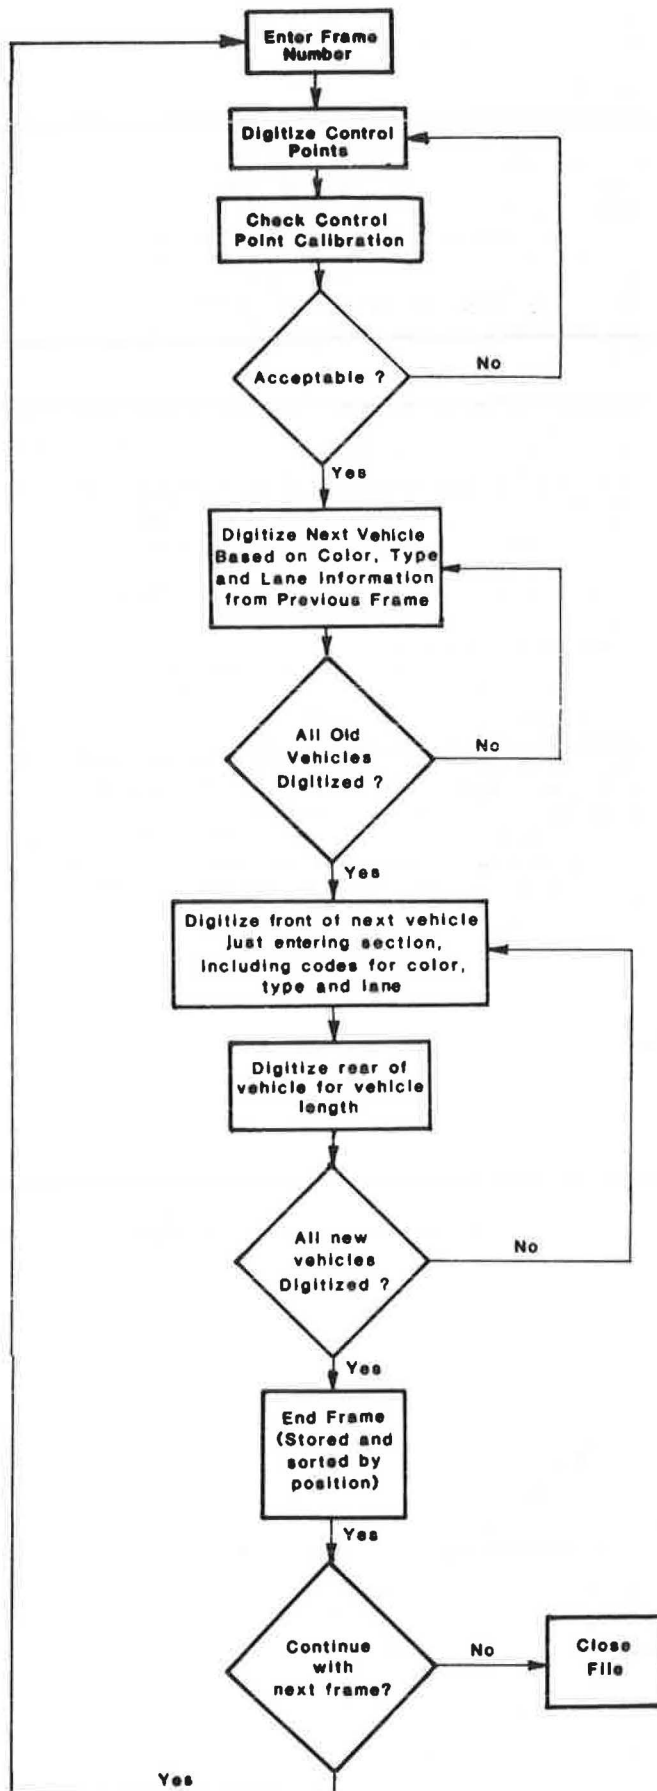 Enter Frame
Number
Digitize Control
Points
Check Control
Point Calibration
Acceptable ?
No
Yes
Digitize Next Vehicle
Based on Color, Type
and Lane Information
from Previous Frame
All Old
Vehicles
Digitized ?
No
Yes
Digitize front of next vehicle
just entering section,
including codes for color,
type and lane
Digitize rear of
vehicle for vehicle
length
All new
vehicles
Digitized ?
No
Yes
End Frame
(Stored and
sorted by
position)
Yes
Continue
with
next frame?
No
Close
File
Yes